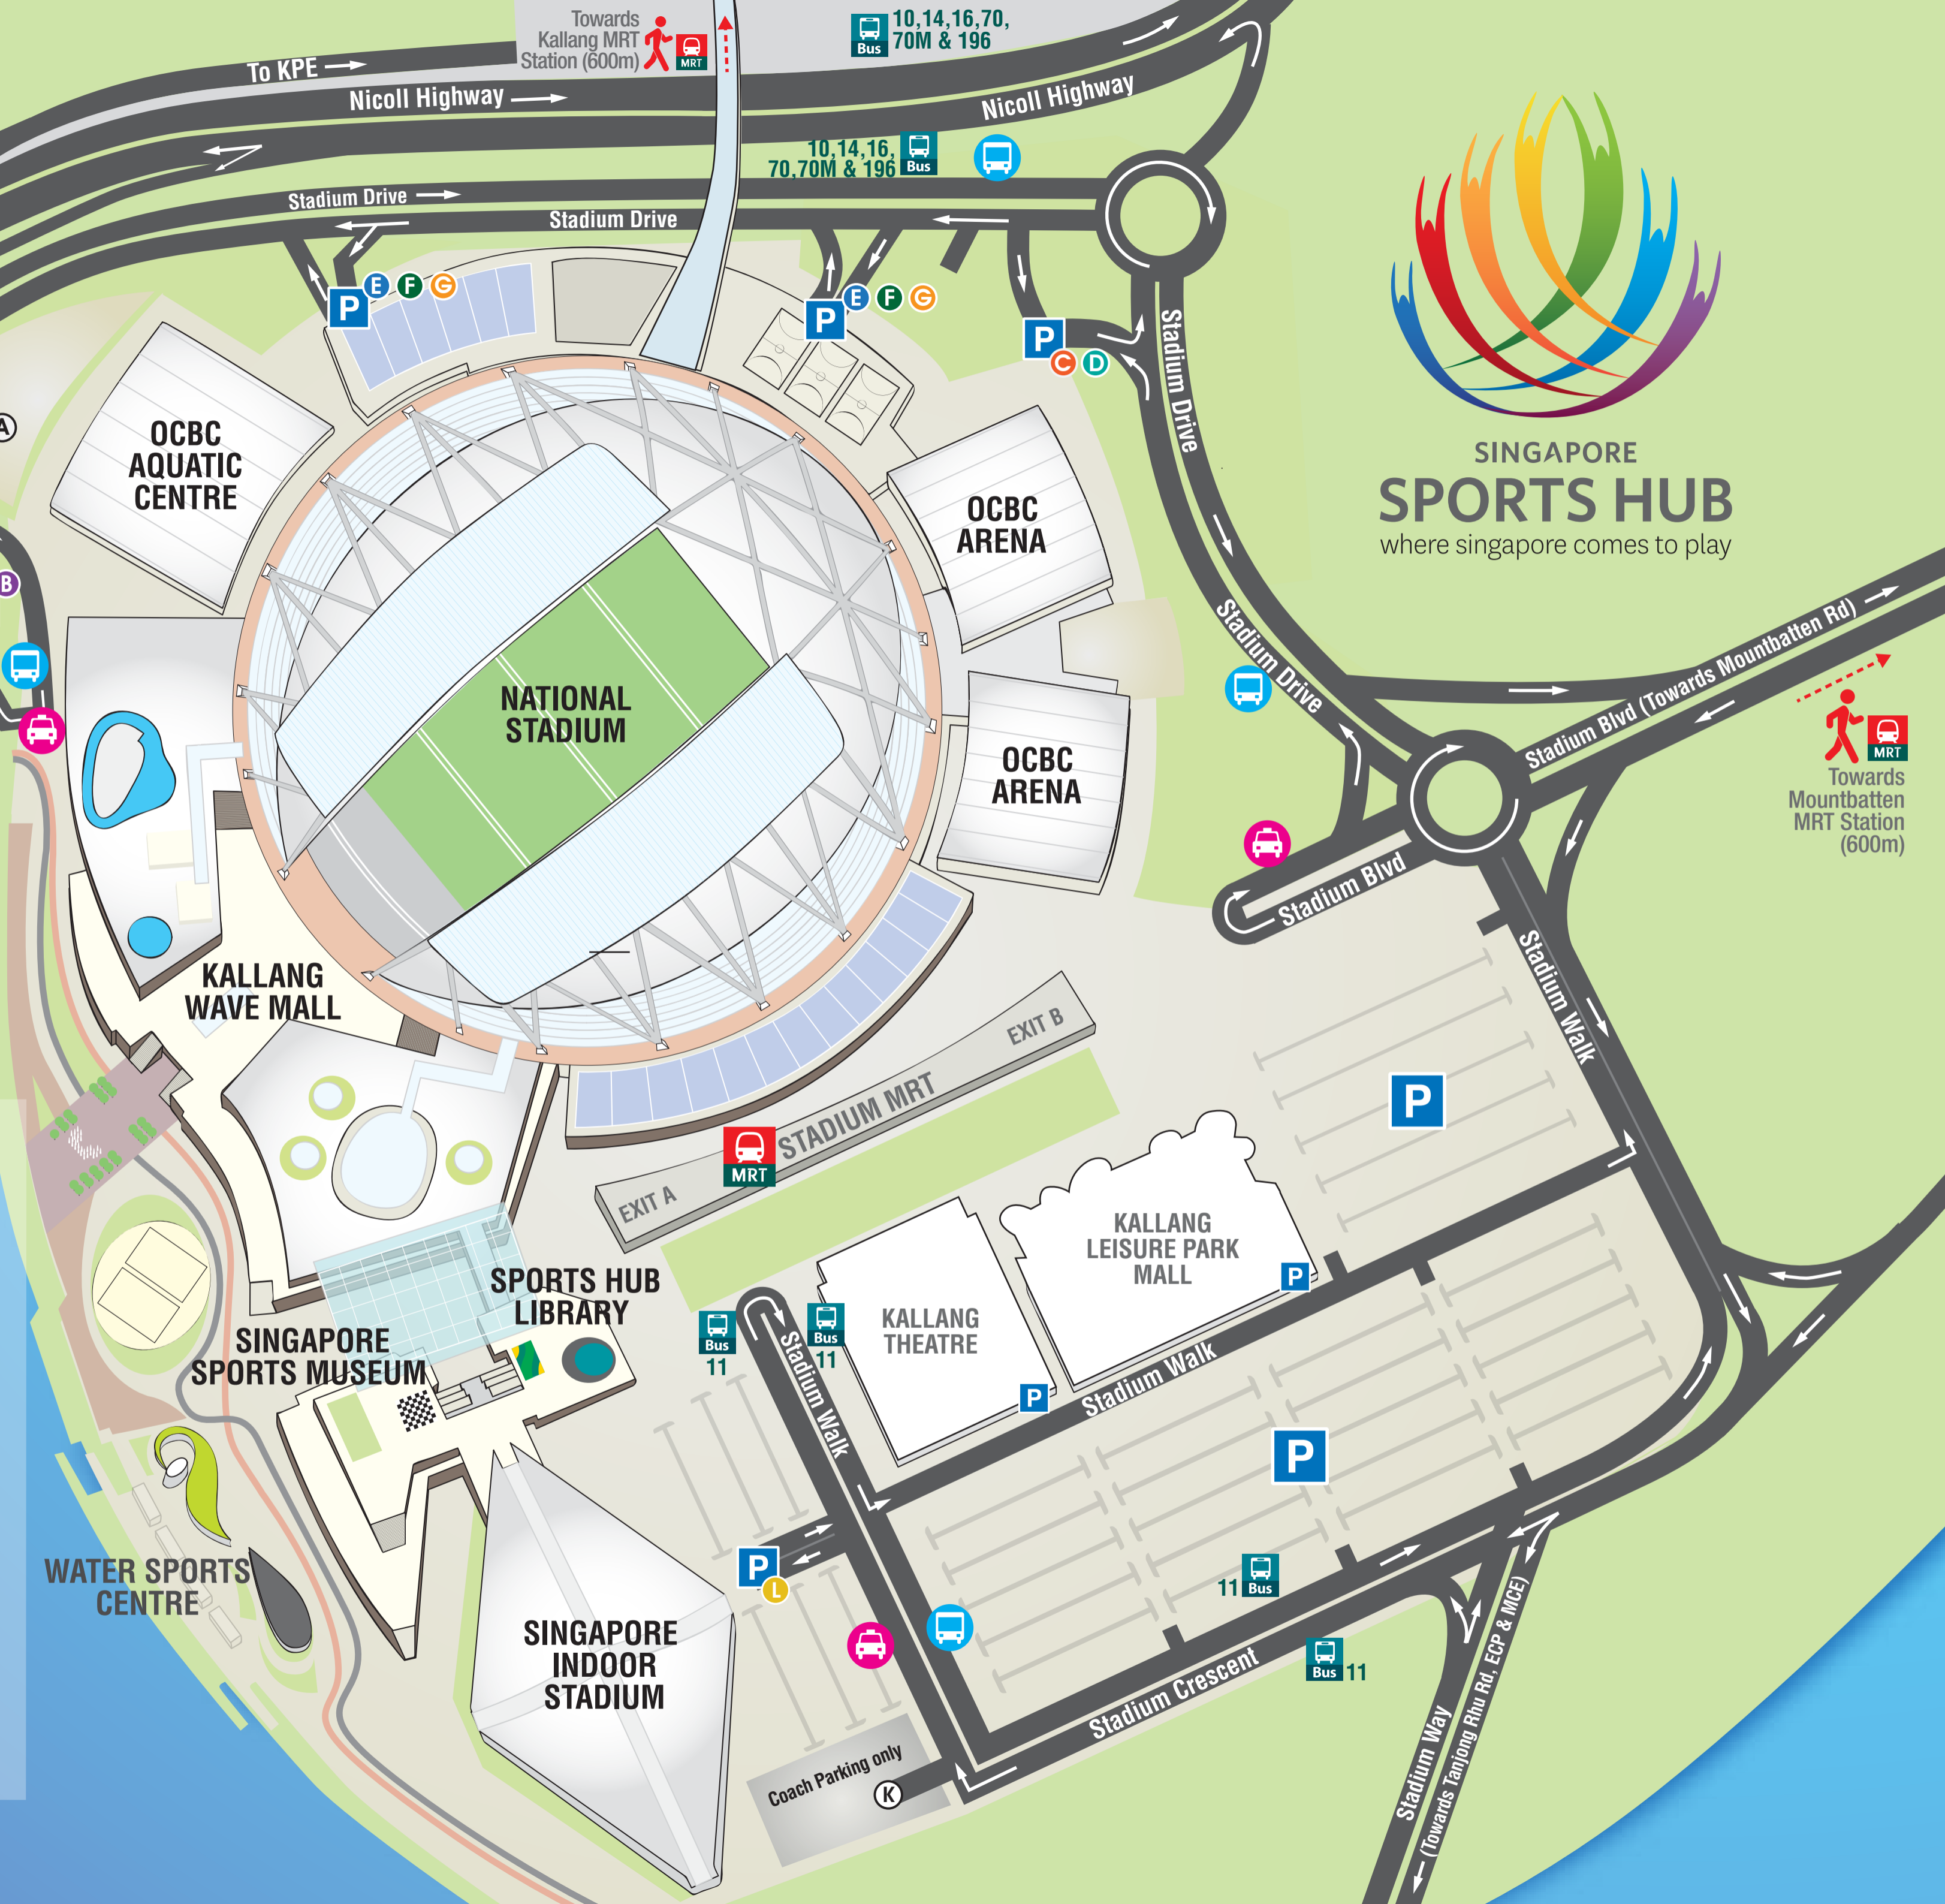 Towards
Kallang MRT
Station (600m)
MRT
Bus
10,14,16,70,
70M & 196
To KPE
Nicoll Highway
Nicoll Highway
10,14,16,
70,70M & 196
Bus
Stadium Drive
Stadium Drive
P
E
F
G
P
E
F
G
P
C
D
Stadium Drive
A
B
OCBC
AQUATIC
CENTRE
OCBC
ARENA
SINGAPORE
SPORTS HUB
where singapore comes to play
NATIONAL
STADIUM
OCBC
ARENA
Stadium Drive
Stadium Blvd (Towards Mountbatten Rd)
MRT
Towards
Mountbatten
MRT Station
(600m)
Stadium Blvd
Stadium Walk
KALLANG
WAVE MALL
EXIT B
STADIUM MRT
MRT
EXIT A
P
KALLANG
LEISURE PARK
MALL
P
SPORTS HUB
LIBRARY
Bus
11
Bus
11
KALLANG
THEATRE
P
SINGAPORE
SPORTS MUSEUM
Stadium Walk
Stadium Walk
P
P
L
WATER SPORTS
CENTRE
11
Bus
SINGAPORE
INDOOR
STADIUM
Bus
11
Stadium Crescent
Coach Parking only
K
Stadium Way
(Towards Tanjong Rhu Rd, ECP & MCE)